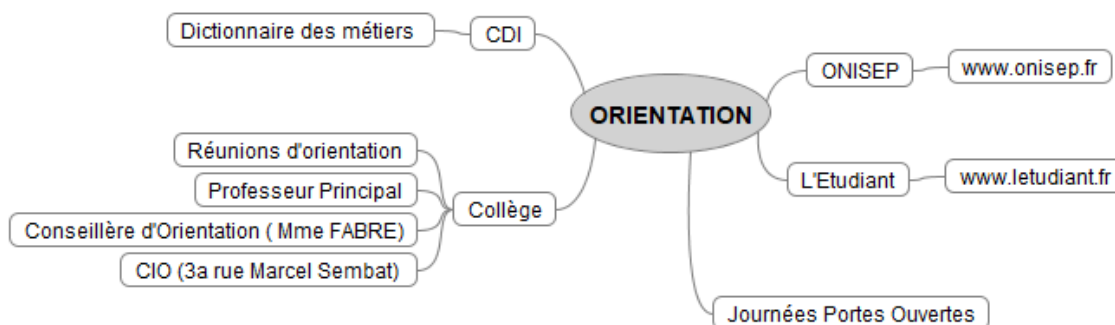 Dictionnaire des métiers
CDI
ORIENTATION
ONISEP
www.onisep.fr
L'Etudiant
www.letudiant.fr
Réunions d'orientation
Professeur Principal
Conseillère d'Orientation ( Mme FABRE)
CIO (3a rue Marcel Sembat)
Collège
Journées Portes Ouvertes